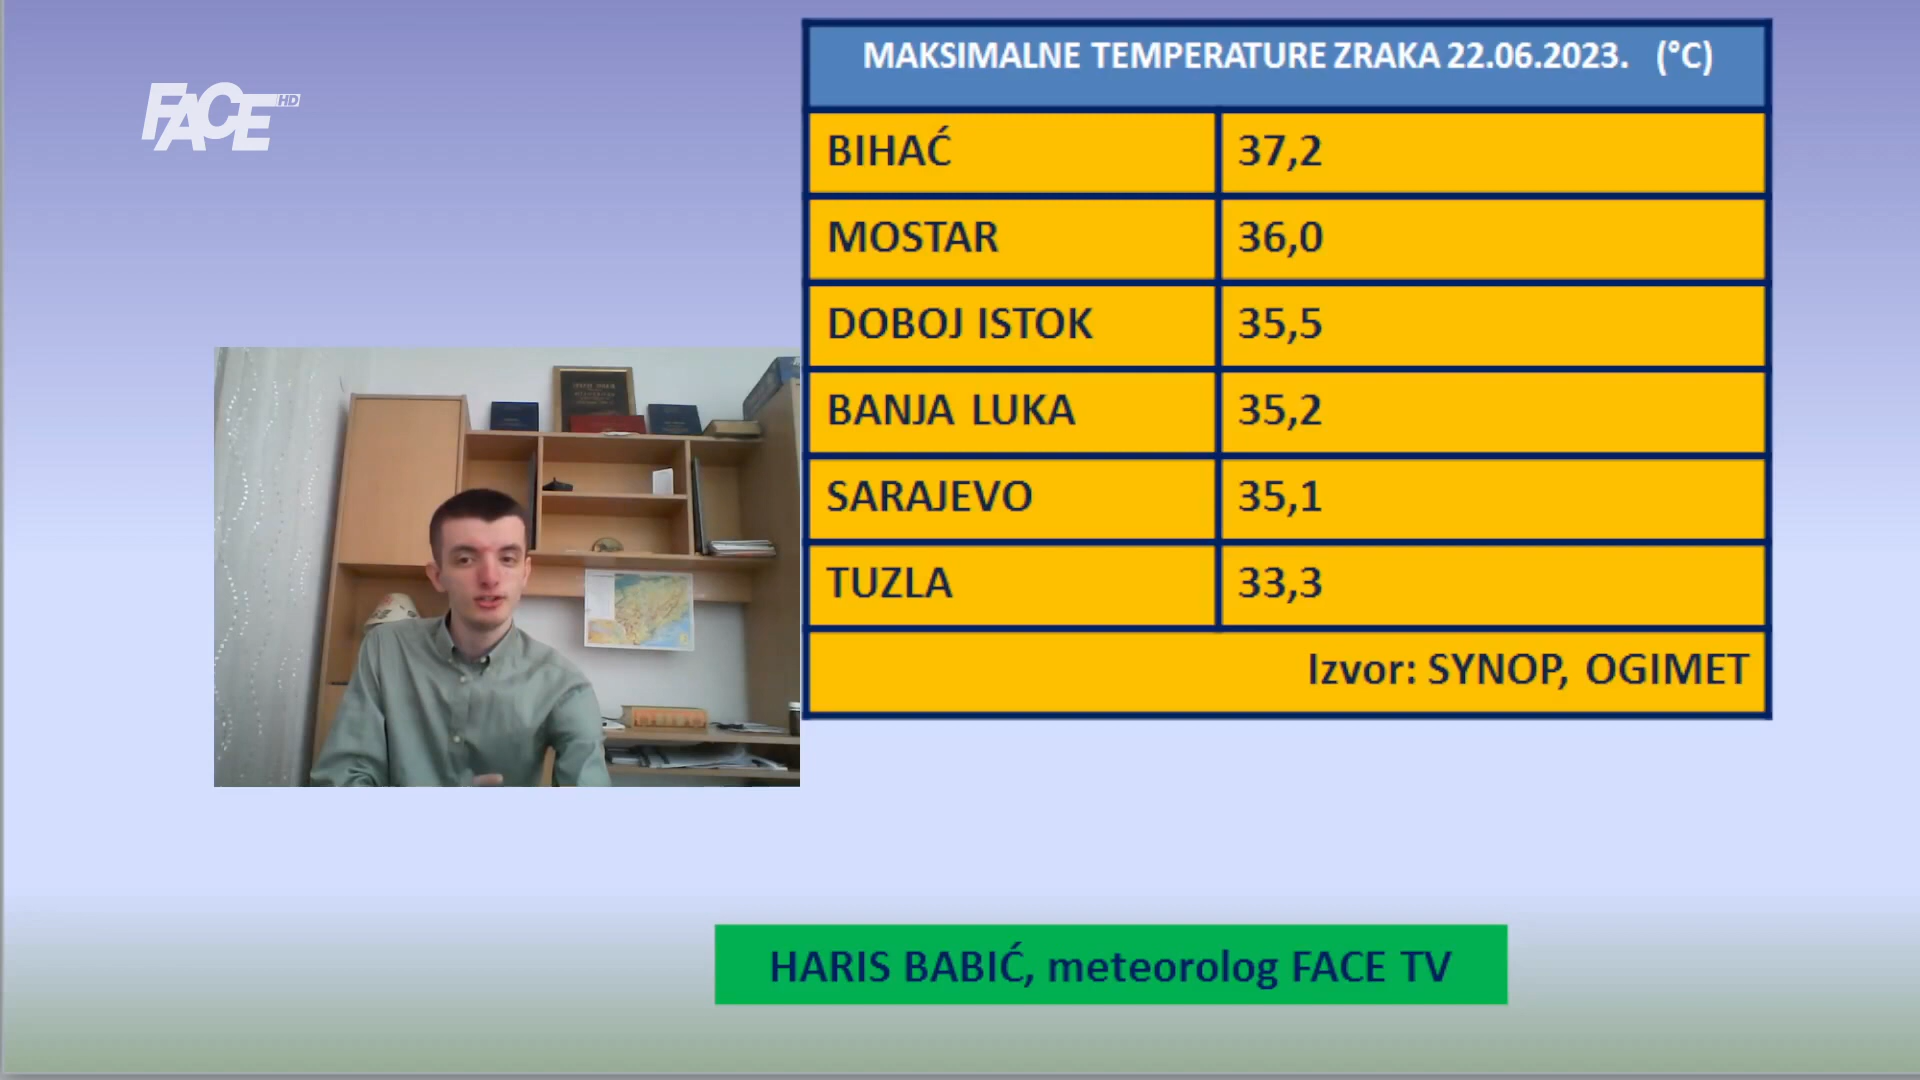 FACE HD
MAKSIMALNE TEMPERATURE ZRAKA 22.06.2023. (°C)
BIHAĆ 37,2
MOSTAR 36,0
DOBOJ ISTOK 35,5
BANJA LUKA 35,2
SARAJEVO 35,1
TUZLA 33,3
Izvor: SYNOP, OGIMET
HARIS BABIĆ, meteorolog FACE TV